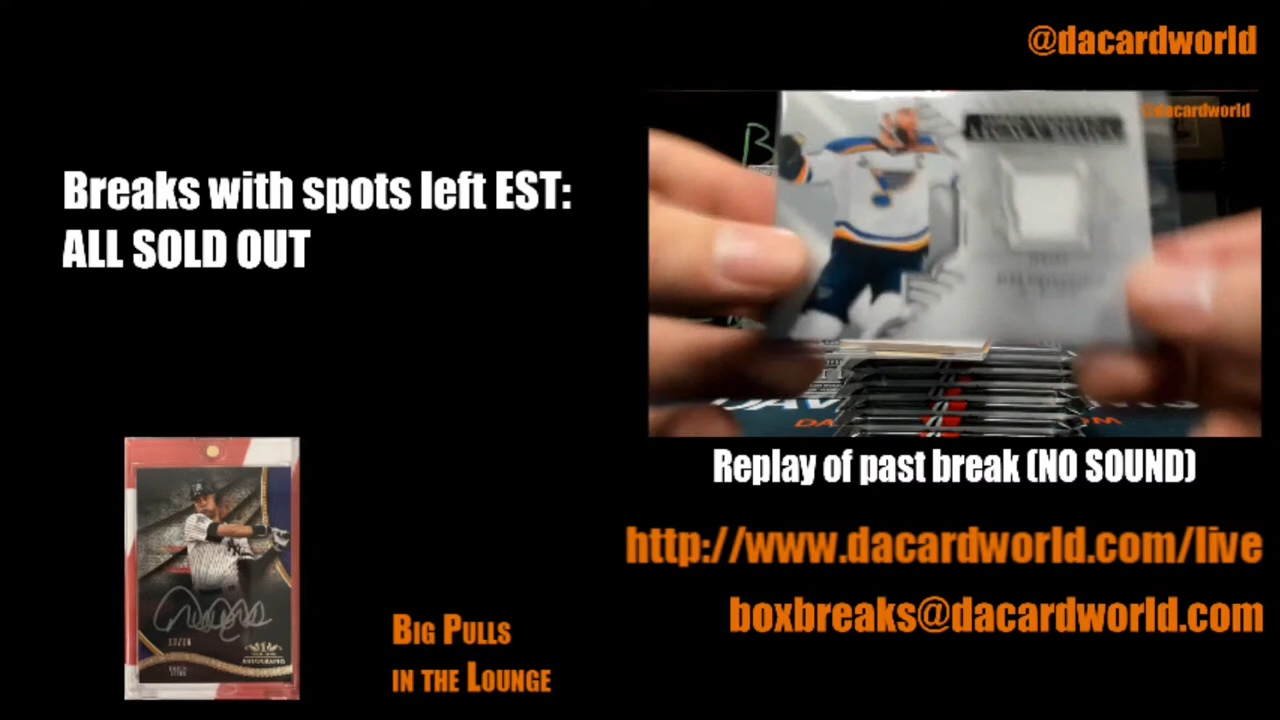 @dacardworld
@dacardworld
Breaks with spots left EST:
ALL SOLD OUT
Replay of past break (NO SOUND)
http://www.dacardworld.com/live
boxbreaks@dacardworld.com
BIG PULLS
IN THE LOUNGE